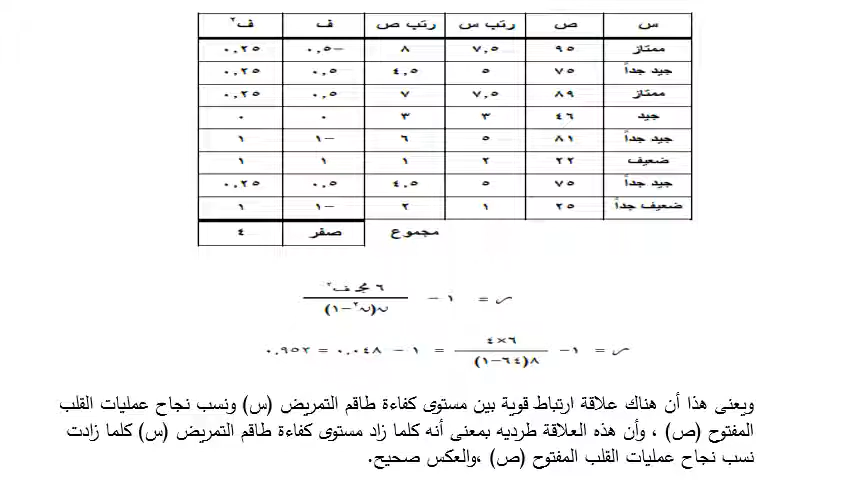 س ص رتب س رتب ص ف ف٢
ممتاز ٩٥ ٧,٥ ٨ ٠,٥− ٠,٢٥
جيد جداً ٧٥ ٥ ٤,٥ ٠,٥ ٠,٢٥
ممتاز ٨٩ ٧,٥ ٧ ٠,٥ ٠,٢٥
جيد ٤٦ ٣ ٣ ٠ ٠
جيد جداً ٨١ ٥ ٦ ١− ١
ضعيف ٢٢ ٢ ١ ١ ١
جيد جداً ٧٥ ٥ ٤,٥ ٠,٥ ٠,٢٥
ضعيف جداً ٢٥ ١ ٢ ١− ١
مجموع صفر ٤
ر = ١ − ٦ مجـ ف٢ / ن(ن٢−١)
ر = ١− ٦×٤ / ٨(٦٤−١) = ١ − ٠,٠٤٨ = ٠,٩٥٢
ويعنى هذا أن هناك علاقة ارتباط قوية بين مستوى كفاءة طاقم التمريض (س) ونسب نجاح عمليات القلب
المفتوح (ص) ، وأن هذه العلاقة طرديه بمعنى أنه كلما زاد مستوى كفاءة طاقم التمريض (س) كلما زادت
نسب نجاح عمليات القلب المفتوح (ص) ،والعكس صحيح.